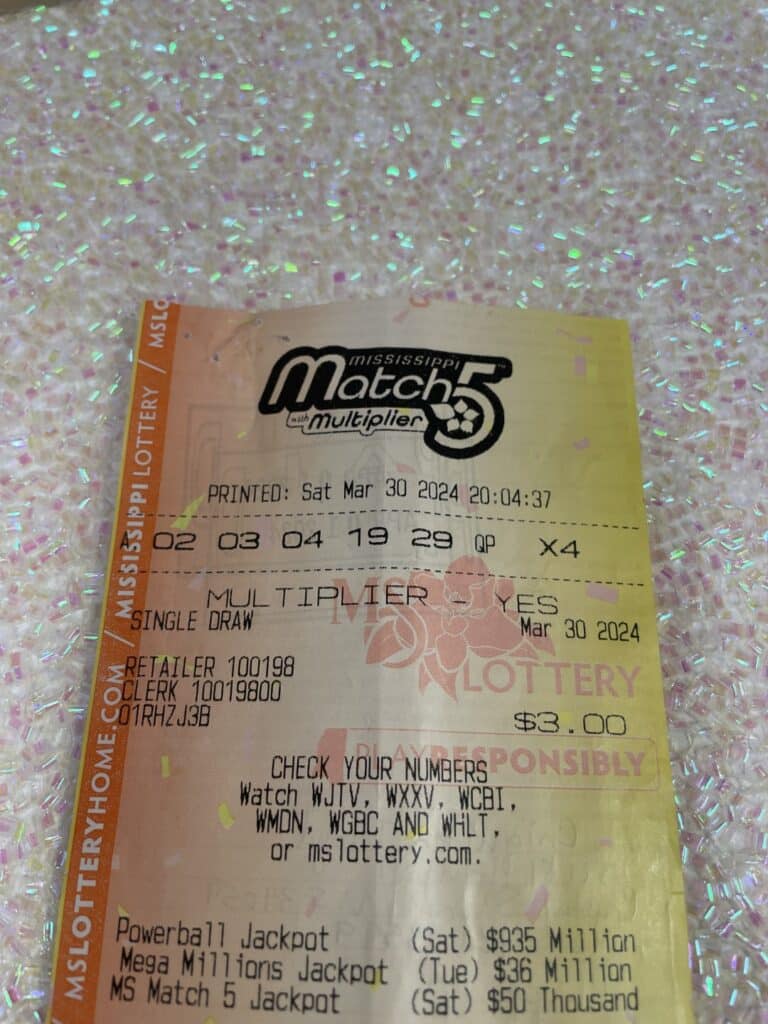 MSLOTTERYHOME.COM / MISSISSIPPI LOTTERY / MSLO
MISSISSIPPI
Match 5
with Multiplier
PRINTED: Sat Mar 30 2024 20:04:37
A 02 03 04 19 29 QP X4
MULTIPLIER - YES
SINGLE DRAW Mar 30 2024
MS
LOTTERY
RETAILER 100198
CLERK 10019800
01RHZJ3B $3.00
PLAY RESPONSIBLY
CHECK YOUR NUMBERS
Watch WJTV, WXXV, WCBI,
WMDN, WGBC AND WHLT,
or mslottery.com.
Powerball Jackpot (Sat) $935 Million
Mega Millions Jackpot (Tue) $36 Million
MS Match 5 Jackpot (Sat) $50 Thousand